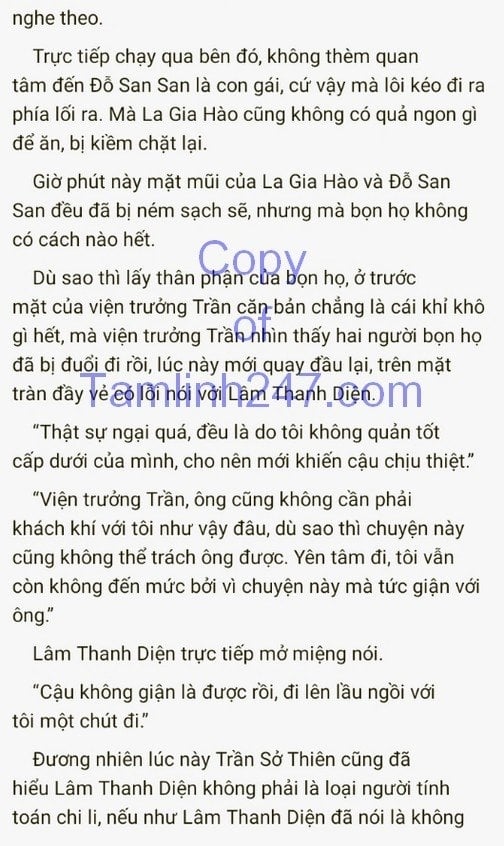 nghe theo.
Trực tiếp chạy qua bên đó, không thèm quan
tâm đến Đỗ San San là con gái, cứ vậy mà lôi kéo đi ra
phía lối ra. Mà La Gia Hào cũng không có quả ngon gì
để ăn, bị kiềm chặt lại.
Giờ phút này mặt mũi của La Gia Hào và Đỗ San
San đều đã bị ném sạch sẽ, nhưng mà bọn họ không
có cách nào hết.
Copy
Dù sao thì lấy thân phận của bọn họ, ở trước
mặt của viện trưởng Trần căn bản chẳng là cái khỉ khô
of
gì hết, mà viện trưởng Trần nhìn thấy hai người bọn họ
đã bị đuổi đi rồi, lúc này mới quay đầu lại, trên mặt
Tamlinh247.com
tràn đầy vẻ có lỗi nói với Lâm Thanh Diện.
“Thật sự ngại quá, đều là do tôi không quản tốt
cấp dưới của mình, cho nên mới khiến cậu chịu thiệt.”
“Viện trưởng Trần, ông cũng không cần phải
khách khí với tôi như vậy đâu, dù sao thì chuyện này
cũng không thể trách ông được. Yên tâm đi, tôi vẫn
còn không đến mức bởi vì chuyện này mà tức giận với
ông.”
Lâm Thanh Diện trực tiếp mở miệng nói.
“Cậu không giận là được rồi, đi lên lầu ngồi với
tôi một chút đi.”
Đương nhiên lúc này Trần Sở Thiên cũng đã
hiểu Lâm Thanh Diện không phải là loại người tính
toán chi li, nếu như Lâm Thanh Diện đã nói là không